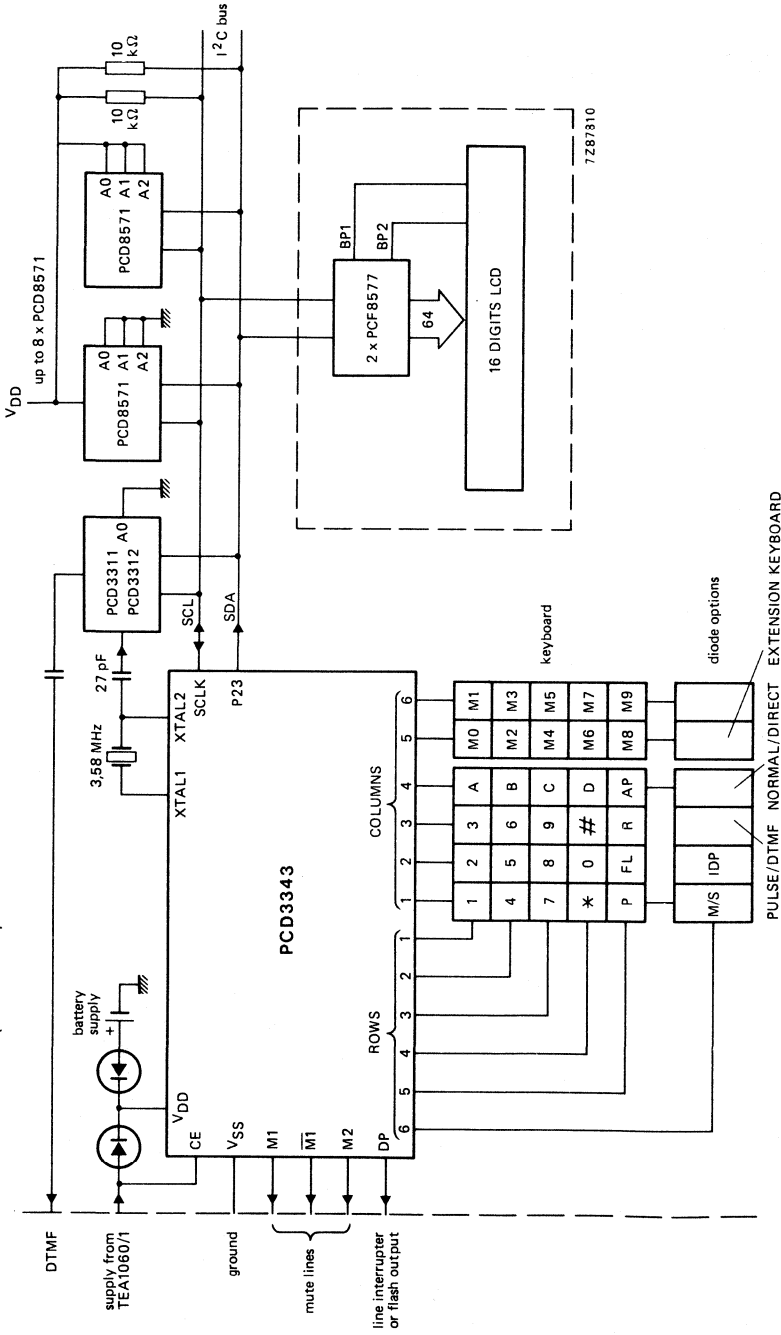 VDD
up to 8 x PCD8571
10 kΩ
10 kΩ
I²C bus
PCD3311
PCD3312
A0
PCD8571
A0
A1
A2
PCD8571
A0
A1
A2
DTMF
27 pF
3,58 MHz
battery supply
+
supply from TEA1060/1
XTAL1
XTAL2
SCLK
SCL
P23
SDA
VDD
CE
VSS
ground
M1
M1
M2
mute lines
DP
line interrupter or flash output
PCD3343
ROWS
6 5 4 3 2 1
COLUMNS
1 2 3 4 5 6
2 x PCF8577
BP1
BP2
64
16 DIGITS LCD
7Z87810
keyboard
1 2 3 A M0 M1
4 5 6 B M2 M3
7 8 9 C M4 M5
* 0 # D M6 M7
P FL R AP M8 M9
M/S IDP
diode options
PULSE/DTMF
NORMAL/DIRECT
EXTENSION KEYBOARD